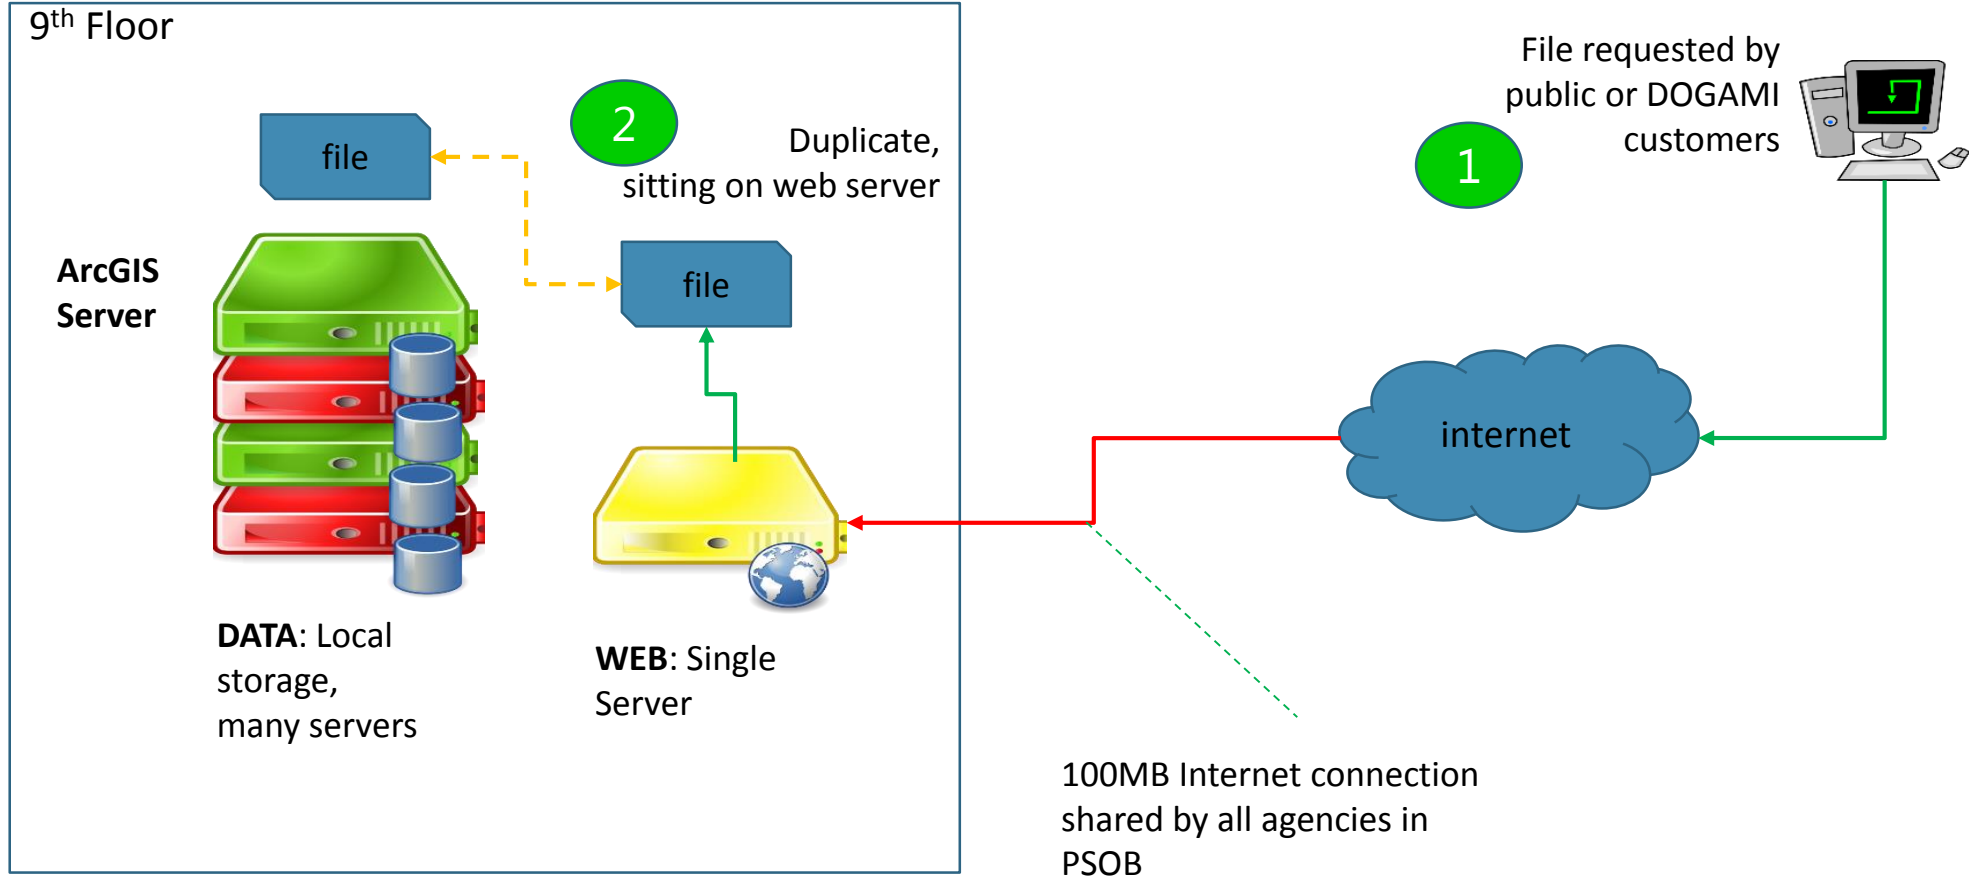 9th Floor
file
2
Duplicate,
sitting on web server
file
ArcGIS
Server
DATA: Local
storage,
many servers
WEB: Single
Server
File requested by
public or DOGAMI
customers
1
internet
100MB Internet connection
shared by all agencies in
PSOB